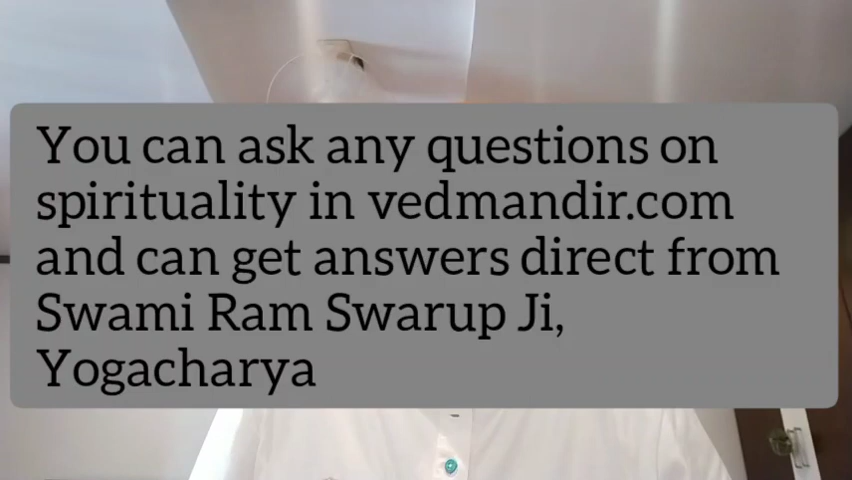 You can ask any questions on
spirituality in vedmandir.com
and can get answers direct from
Swami Ram Swarup Ji,
Yogacharya